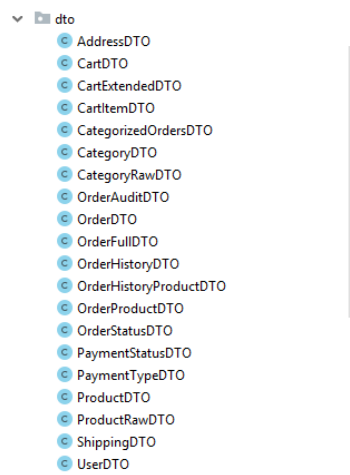 dto
C AddressDTO
C CartDTO
C CartExtendedDTO
C CartItemDTO
C CategorizedOrdersDTO
C CategoryDTO
C CategoryRawDTO
C OrderAuditDTO
C OrderDTO
C OrderFullDTO
C OrderHistoryDTO
C OrderHistoryProductDTO
C OrderProductDTO
C OrderStatusDTO
C PaymentStatusDTO
C PaymentTypeDTO
C ProductDTO
C ProductRawDTO
C ShippingDTO
C UserDTO